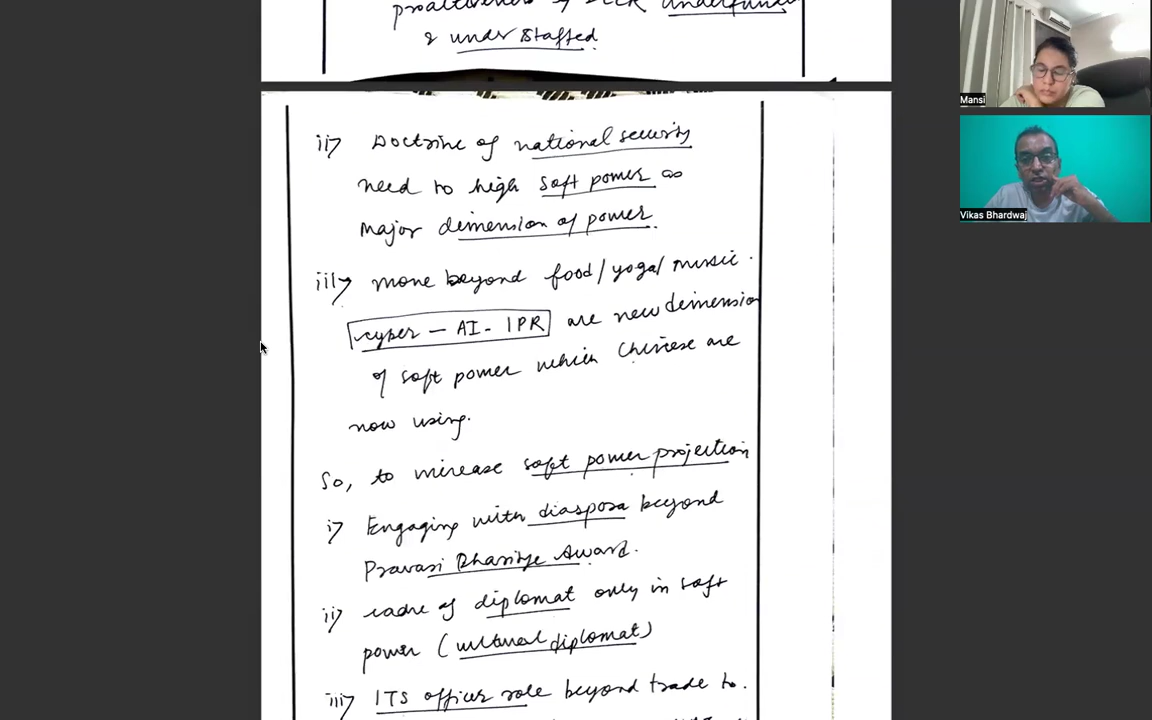 underfunded
& under staffed.
ii) Doctrine of national security
need to high soft power as
major dimension of power.
iii) move beyond food/yoga/music.
cyber - AI - IPR are new dimension
of soft power which Chinese are
now using.
So, to increase soft power projection
i) Engaging with diaspora beyond
Pravasi Bhartiya Award.
ii) cadre of diplomat only in soft
power (cultural diplomat)
iii) ITS officer role beyond trade to.
Mansi
Vikas Bhardwaj